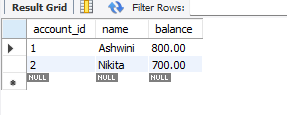 Result Grid Filter Rows:
account_id name balance
1 Ashwini 800.00
2 Nikita 700.00
NULL NULL NULL